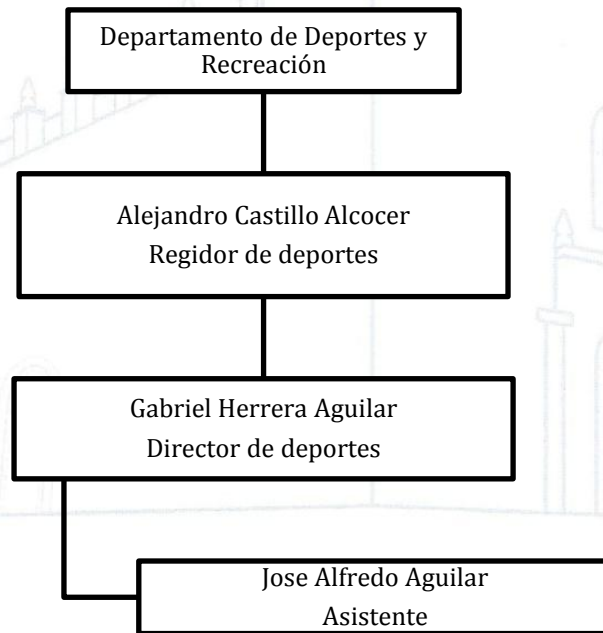 Departamento de Deportes y
Recreación
Alejandro Castillo Alcocer
Regidor de deportes
Gabriel Herrera Aguilar
Director de deportes
Jose Alfredo Aguilar
Asistente